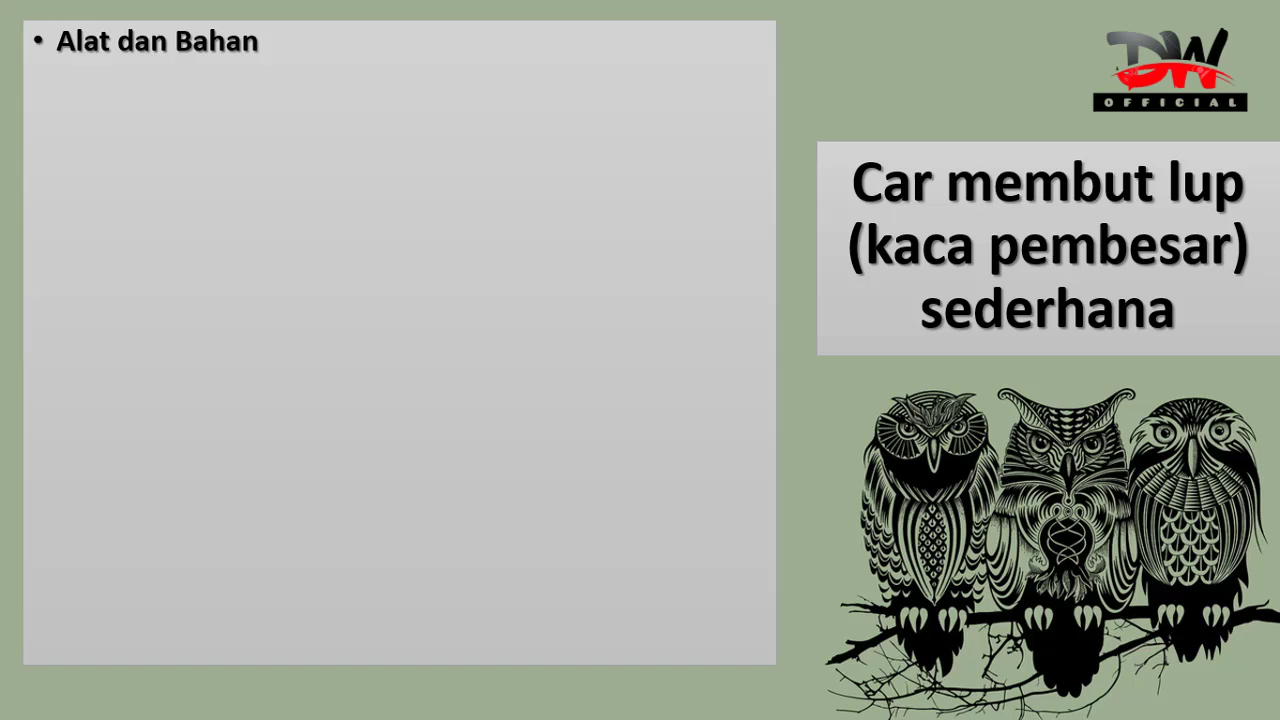 • Alat dan Bahan
DW
OFFICIAL
Car membut lup
(kaca pembesar)
sederhana